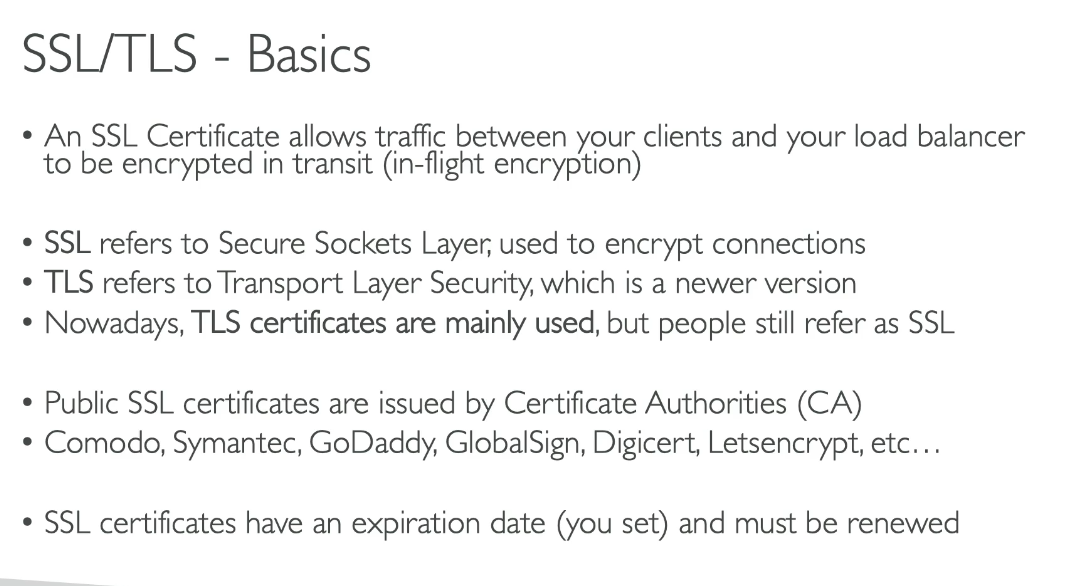 SSL/TLS - Basics
• An SSL Certificate allows traffic between your clients and your load balancer
to be encrypted in transit (in-flight encryption)
• SSL refers to Secure Sockets Layer, used to encrypt connections
• TLS refers to Transport Layer Security, which is a newer version
• Nowadays, TLS certificates are mainly used, but people still refer as SSL
• Public SSL certificates are issued by Certificate Authorities (CA)
• Comodo, Symantec, GoDaddy, GlobalSign, Digicert, Letsencrypt, etc…
• SSL certificates have an expiration date (you set) and must be renewed